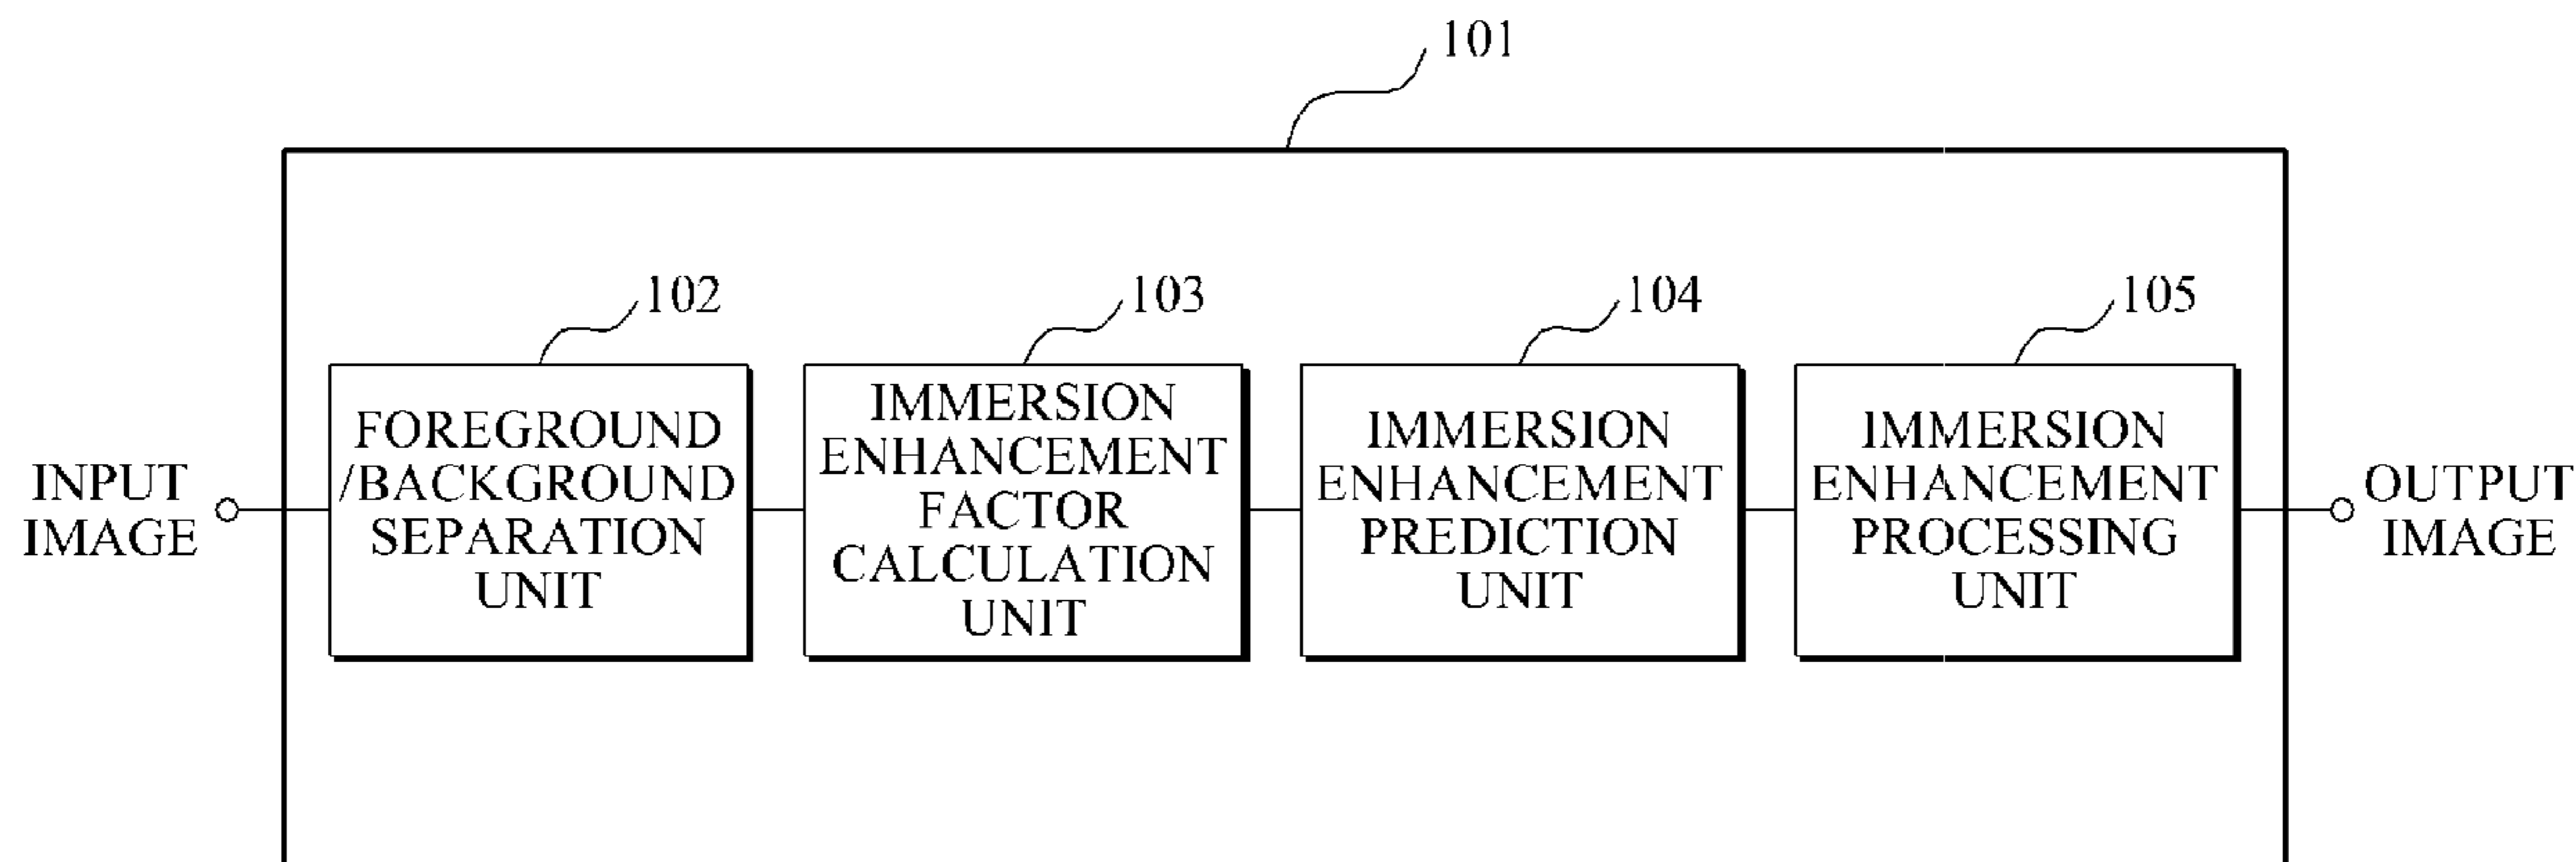 101
102
103
104
105
INPUT
IMAGE
FOREGROUND
/BACKGROUND
SEPARATION
UNIT
IMMERSION
ENHANCEMENT
FACTOR
CALCULATION
UNIT
IMMERSION
ENHANCEMENT
PREDICTION
UNIT
IMMERSION
ENHANCEMENT
PROCESSING
UNIT
OUTPUT
IMAGE